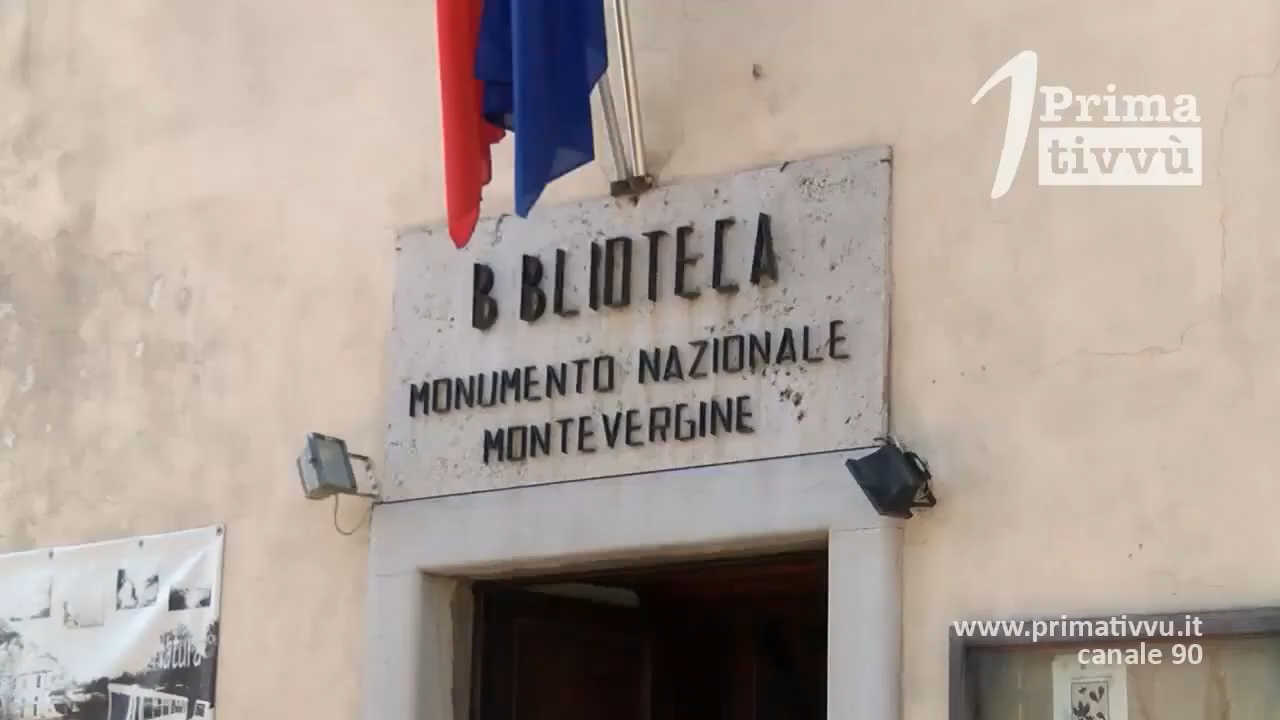 Prima
tivvù
B BLIOTECA
MONUMENTO NAZIONALE
MONTEVERGINE
www.primativvu.it
canale 90